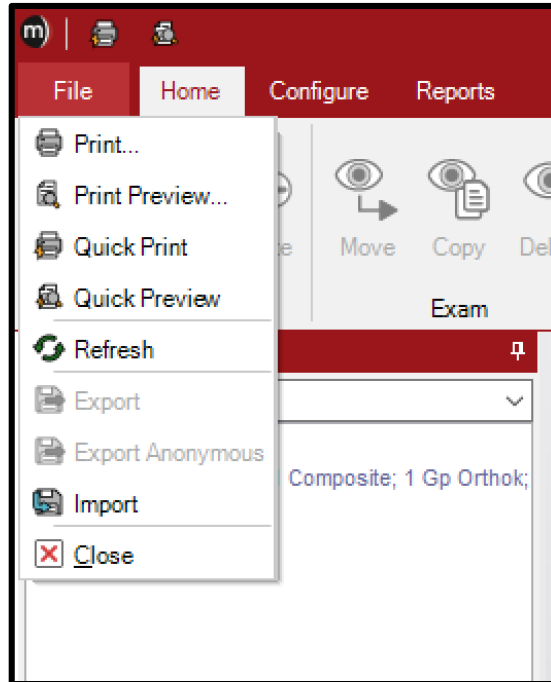 m)
File Home Configure Reports
Print...
Print Preview...
Quick Print
Quick Preview
Refresh
Export
Export Anonymous
Import
Close
Move Copy
Exam
Composite; 1 Gp Orthok;